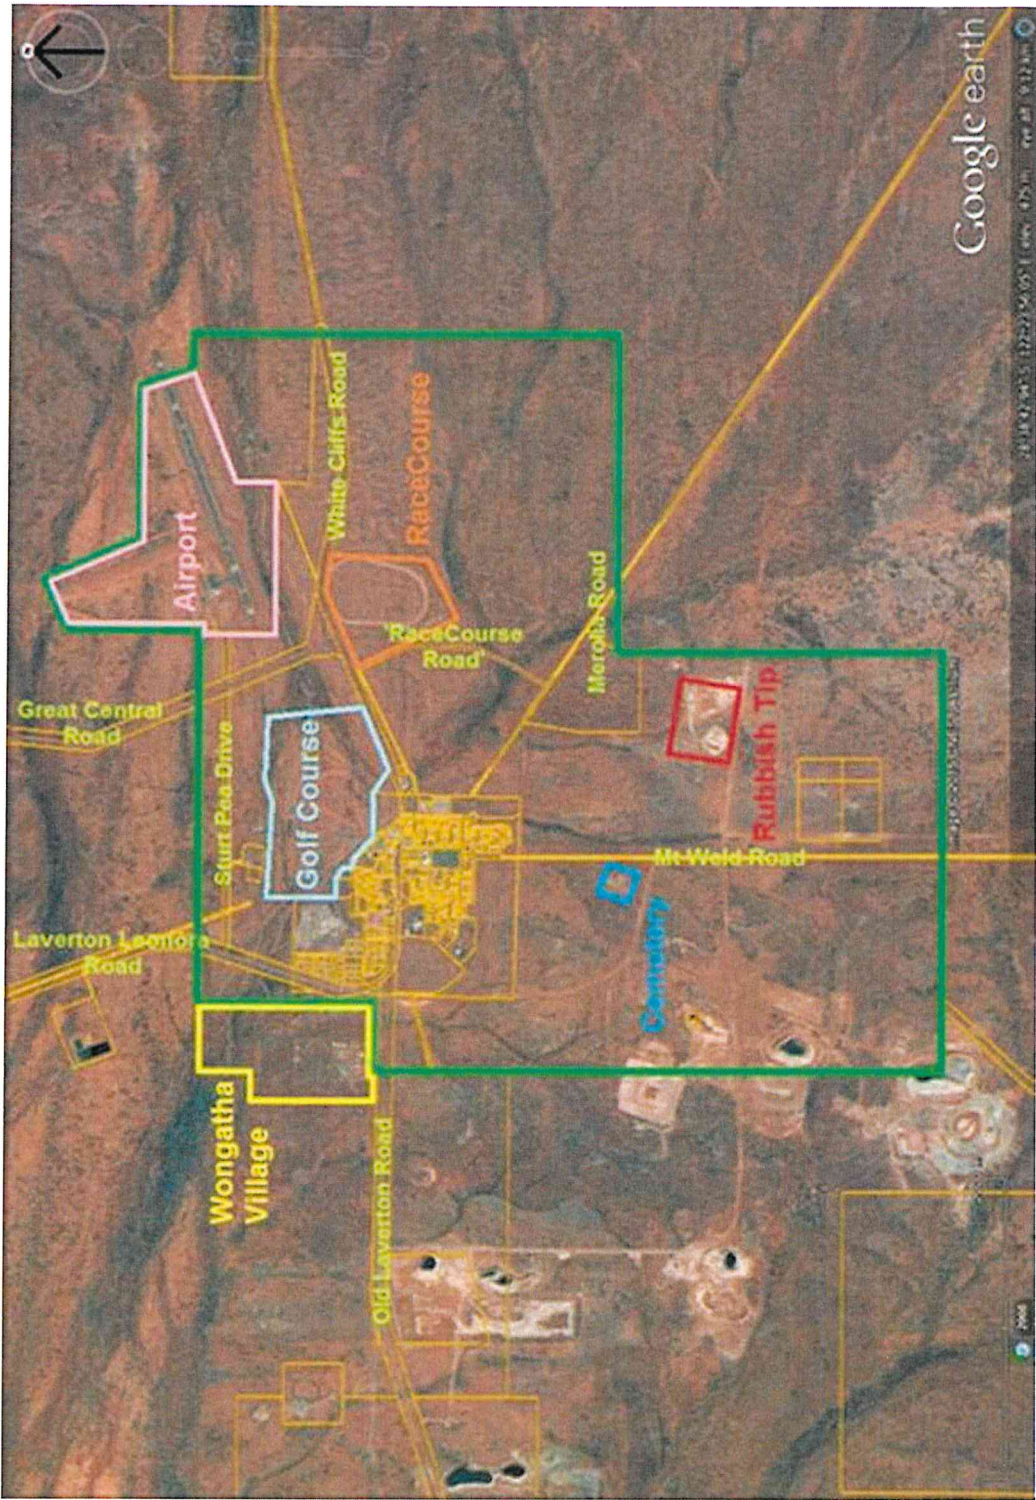 Google earth
Airport
White Cliffs Road
RaceCourse
'RaceCourse
Road'
Merolia Road
Great Central
Road
Sturt Pea Drive
Golf Course
Rubbish Tip
Mt Weld Road
Laverton Leonora
Road
Cemetery
Wongatha
Village
Old Laverton Road